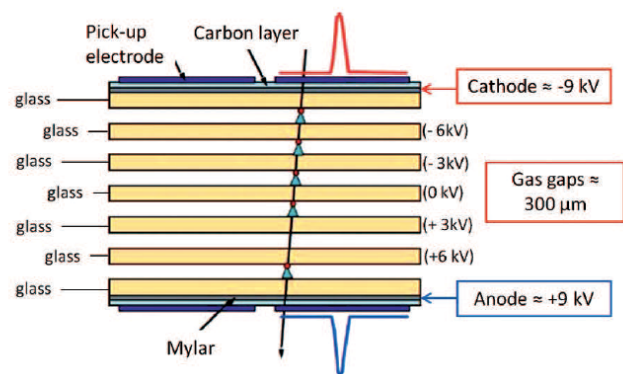 Pick-up
electrode
Carbon layer
Cathode ≈ -9 kV
glass
glass
(- 6kV)
glass
(- 3kV)
Gas gaps ≈
300 µm
glass
(0 kV)
glass
(+ 3kV)
glass
(+6 kV)
glass
Anode ≈ +9 kV
Mylar